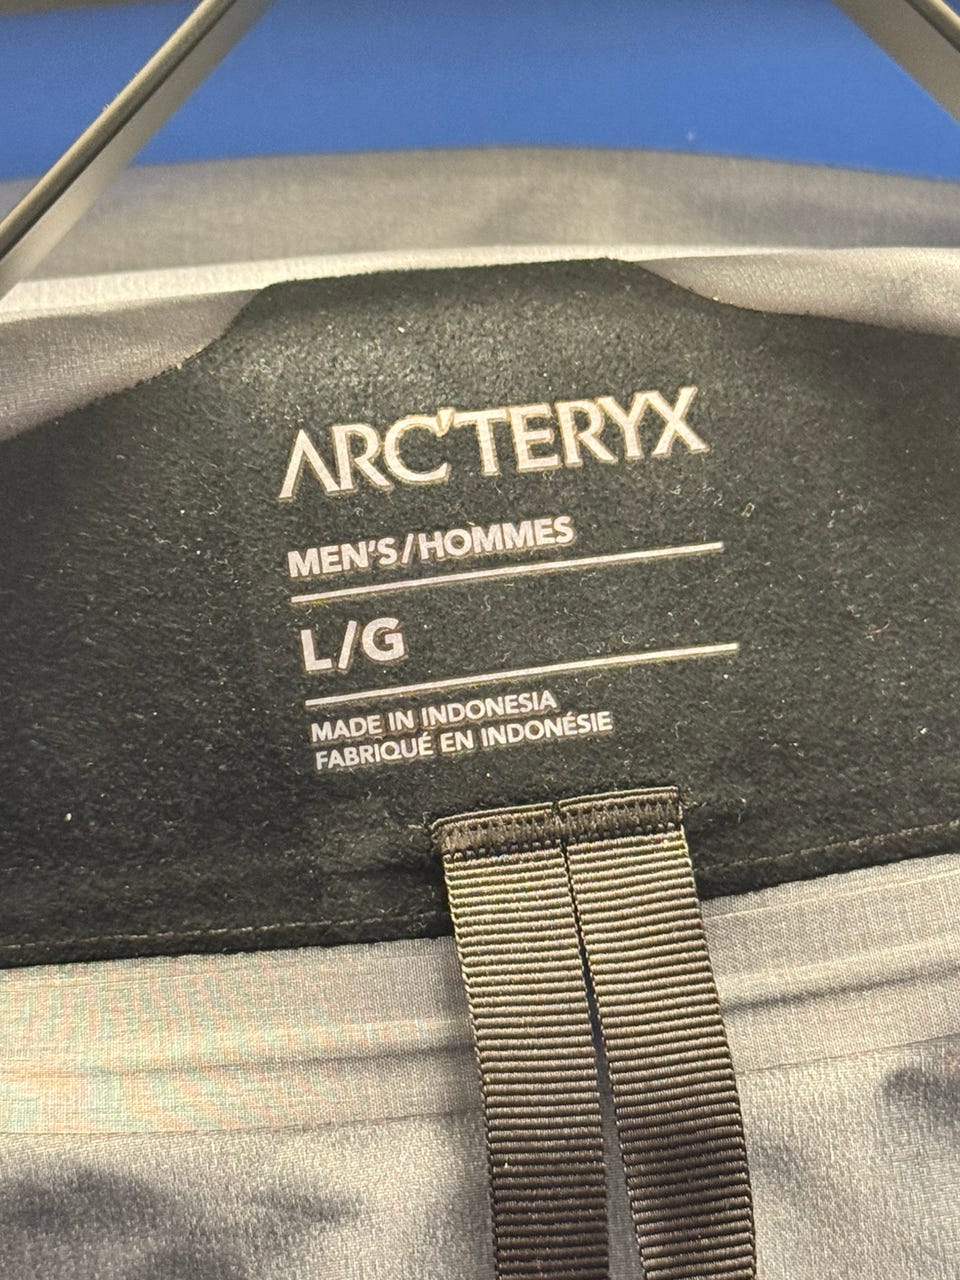 ARC'TERYX
MEN'S/HOMMES
L/G
MADE IN INDONESIA
FABRIQUÉ EN INDONÉSIE